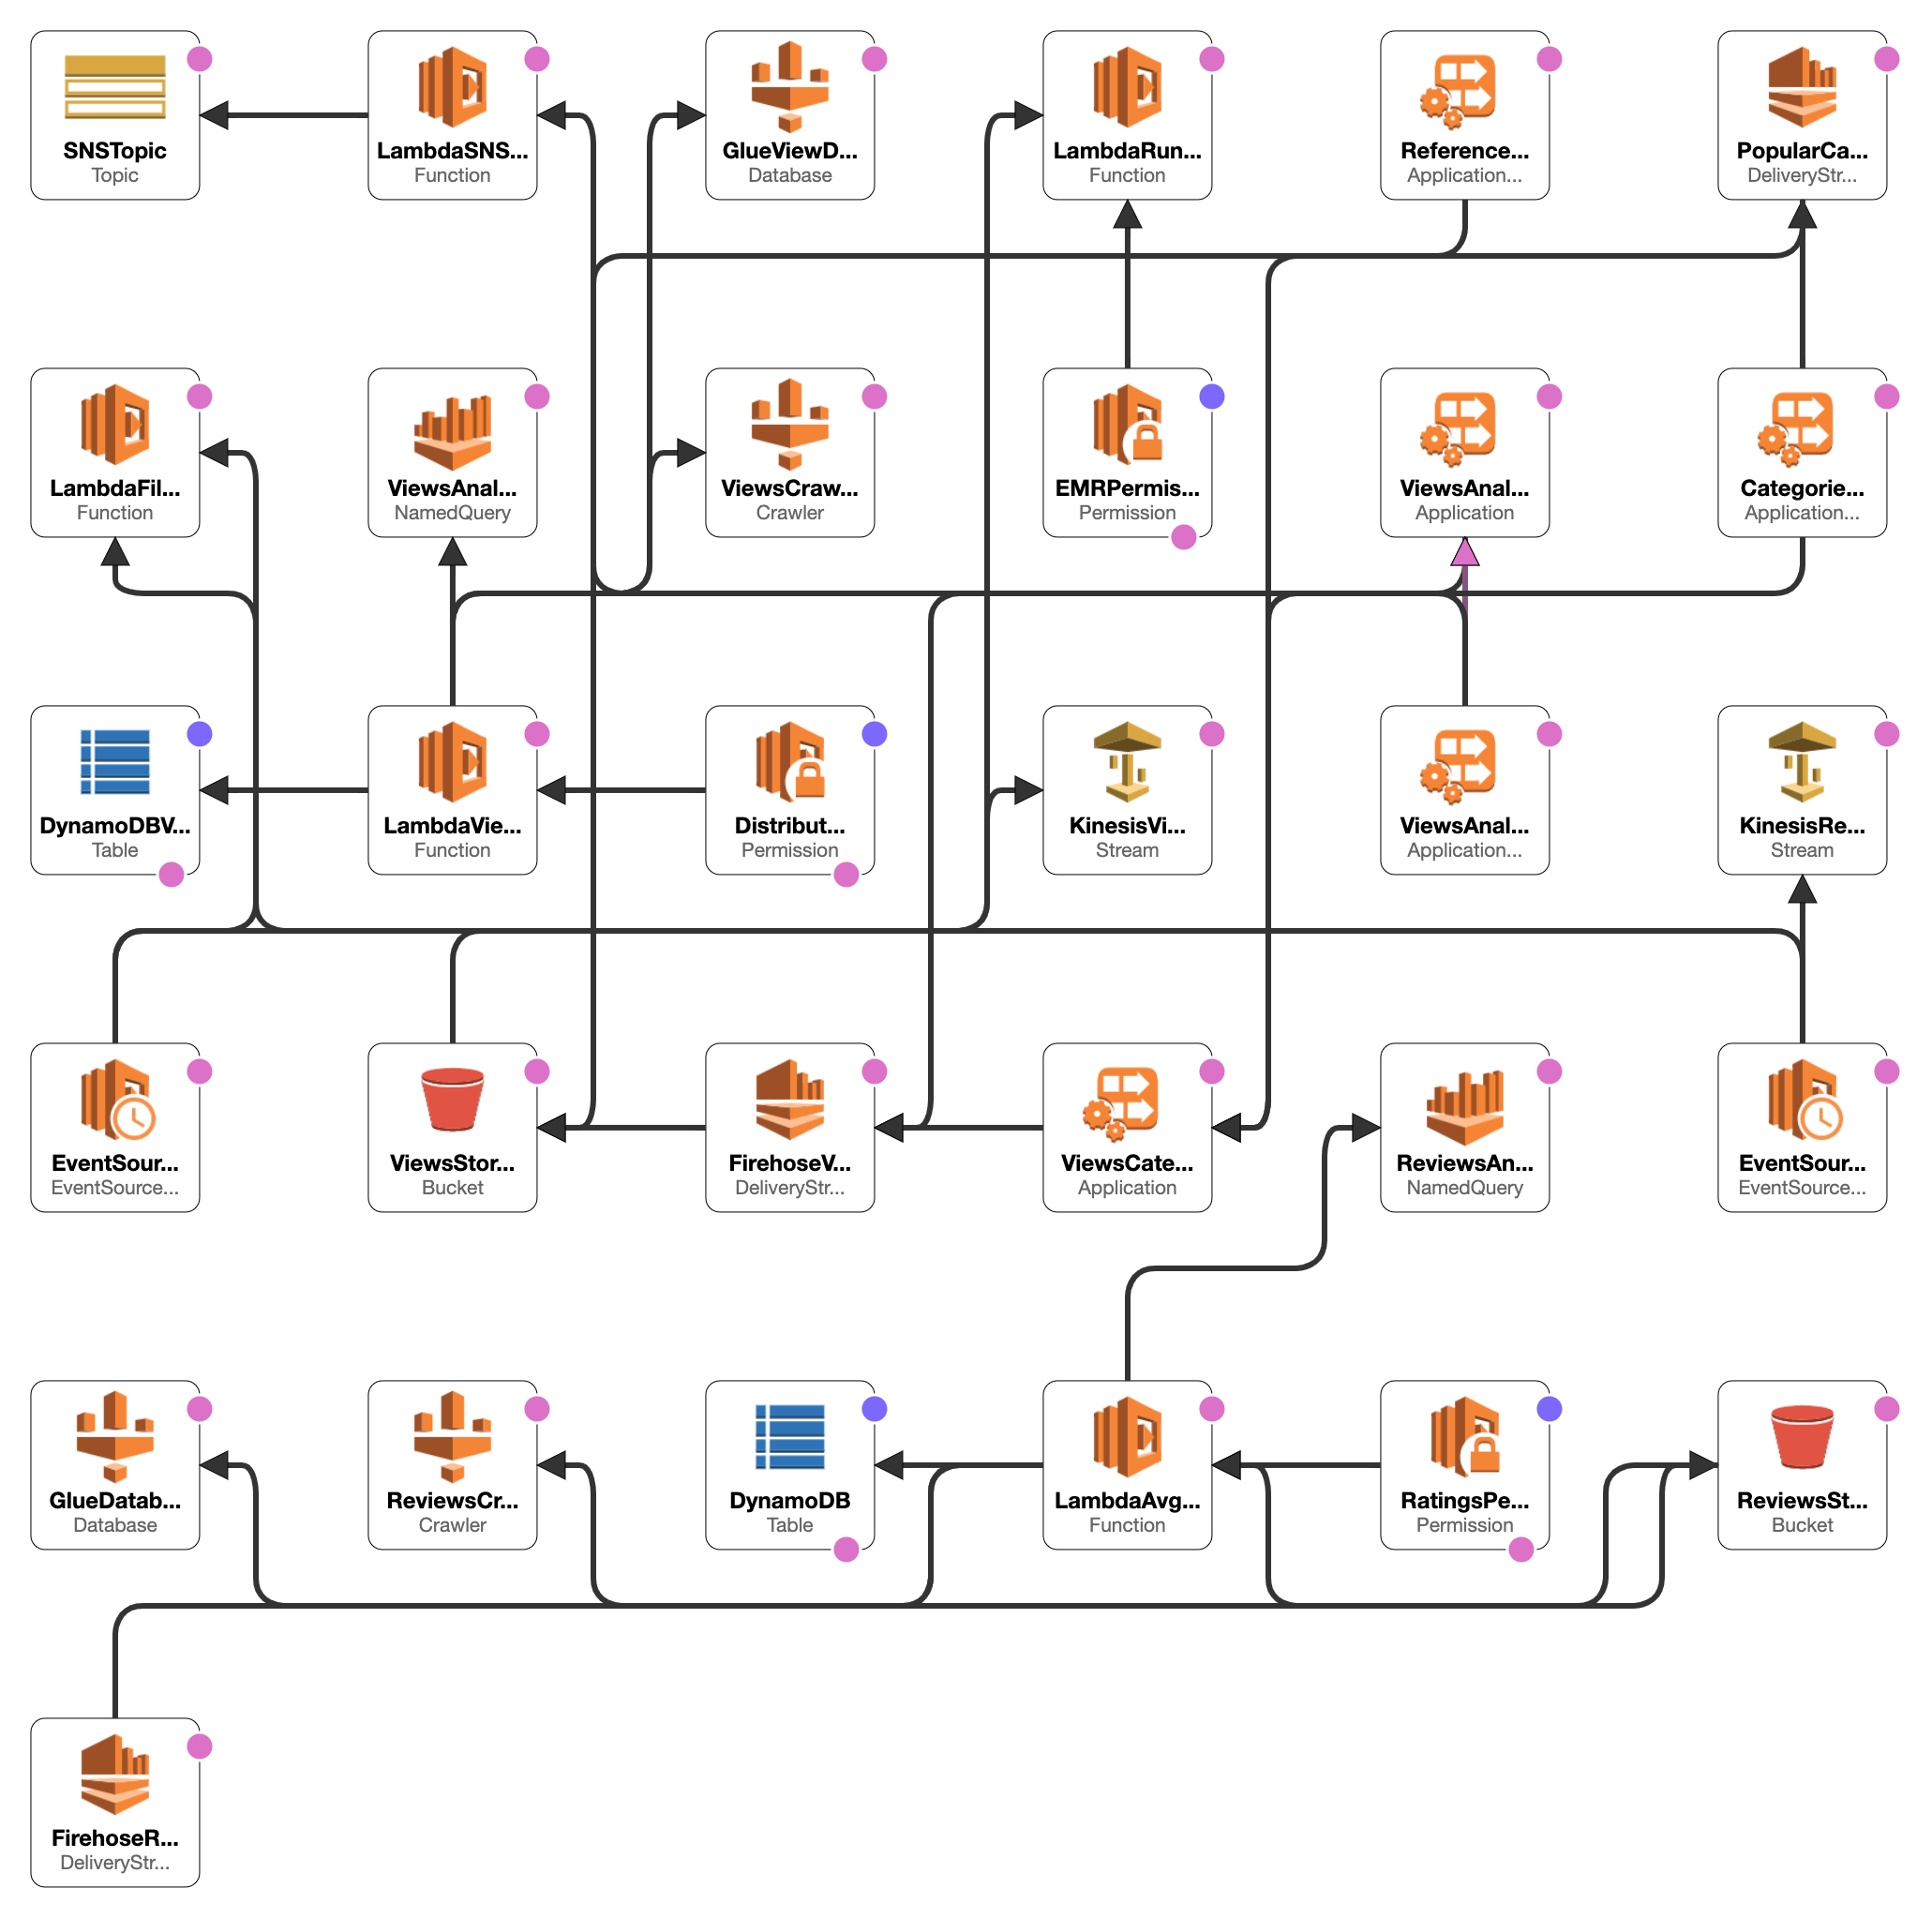 SNSTopic
Topic
LambdaSNS...
Function
GlueViewD...
Database
LambdaRun...
Function
Reference...
Application...
PopularCa...
DeliveryStr...
LambdaFil...
Function
ViewsAnal...
NamedQuery
ViewsCraw...
Crawler
EMRPermis...
Permission
ViewsAnal...
Application
Categorie...
Application...
DynamoDBV...
Table
LambdaVie...
Function
Distribut...
Permission
KinesisVi...
Stream
ViewsAnal...
Application...
KinesisRe...
Stream
EventSour...
EventSource...
ViewsStor...
Bucket
FirehoseV...
DeliveryStr...
ViewsCate...
Application
ReviewsAn...
NamedQuery
EventSour...
EventSource...
GlueDatab...
Database
ReviewsCr...
Crawler
DynamoDB
Table
LambdaAvg...
Function
RatingsPe...
Permission
ReviewsSt...
Bucket
FirehoseR...
DeliveryStr...